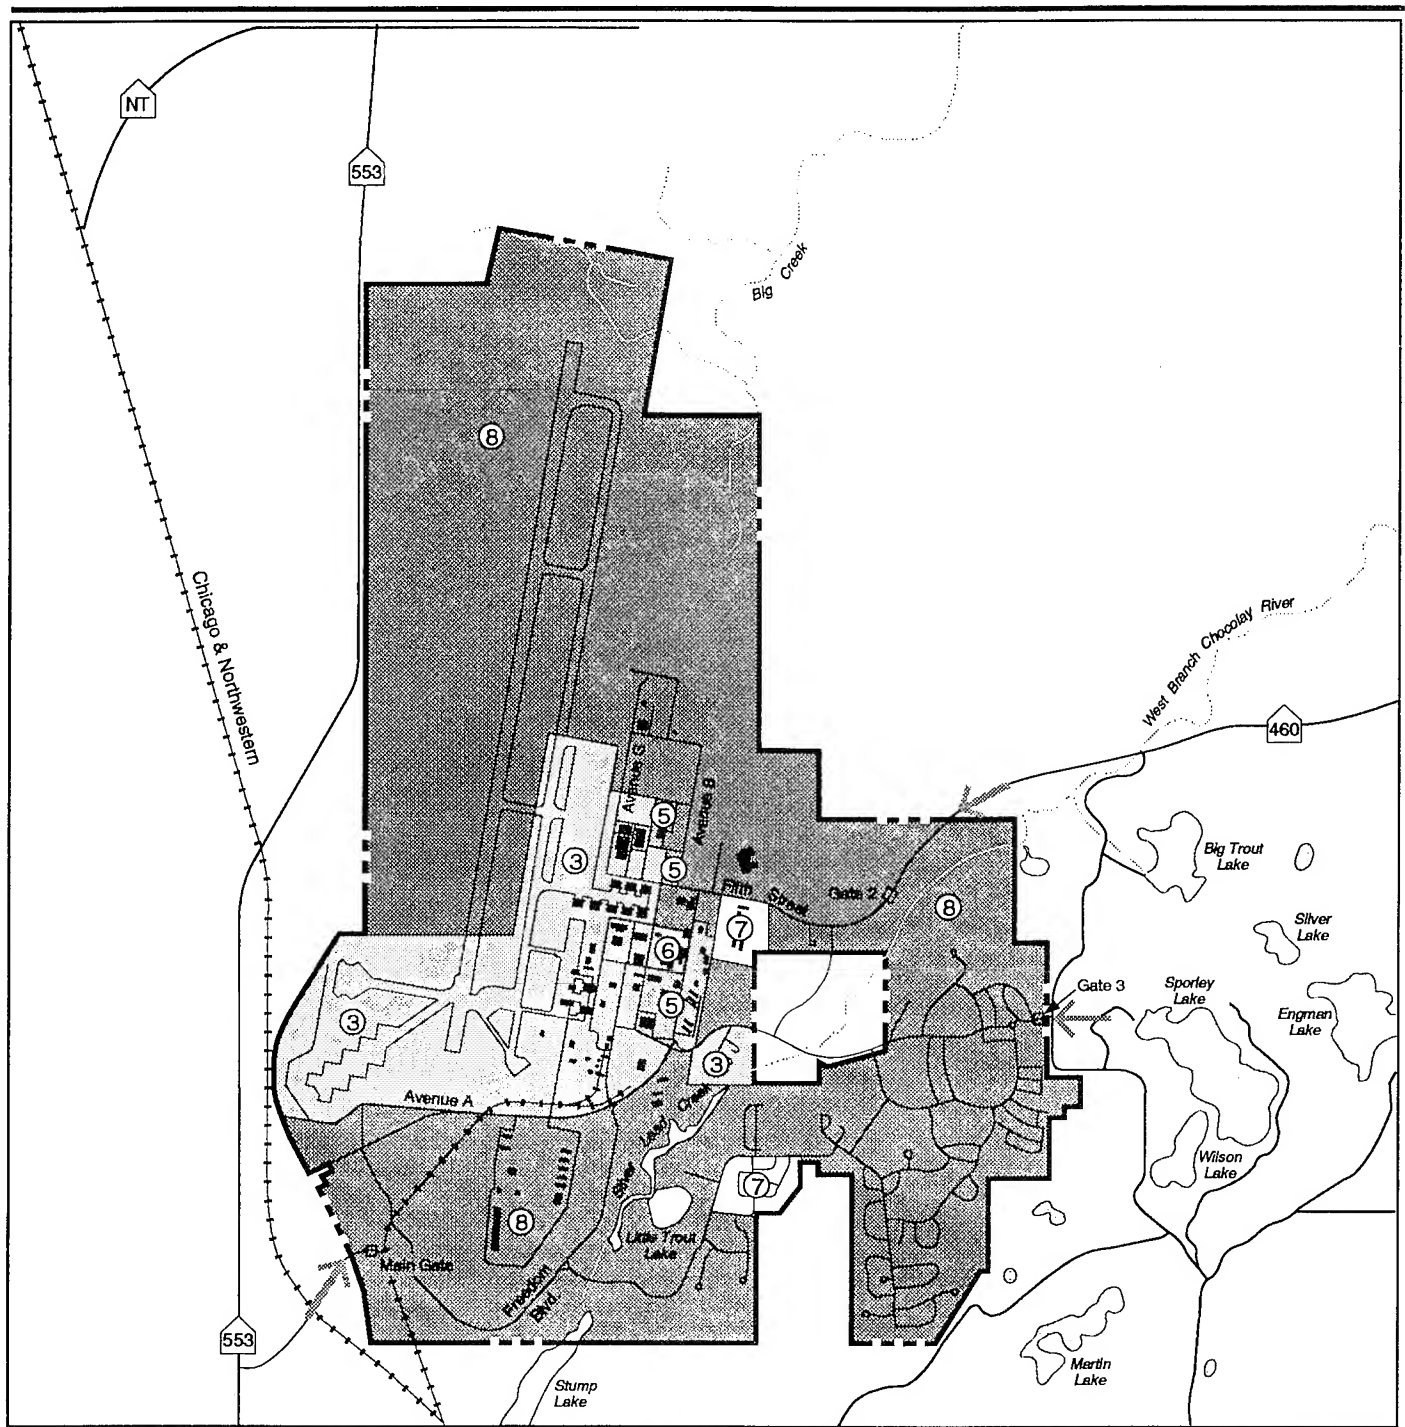 NT
553
Big Creek
8
Chicago & Northwestern
West Branch Chocolay River
460
Avenue G
Avenue B
5
3
5
Big Trout
Lake
Fifth Street
Gate 2
8
7
Silver
Lake
6
Gate 3
Sporley
Lake
5
Engman
Lake
3
3
Avenue A
Silver Lead Creek
Wilson
Lake
7
8
Little Trout
Lake
Main Gate
Freedom
Blvd.
553
Stump
Lake
Martin
Lake